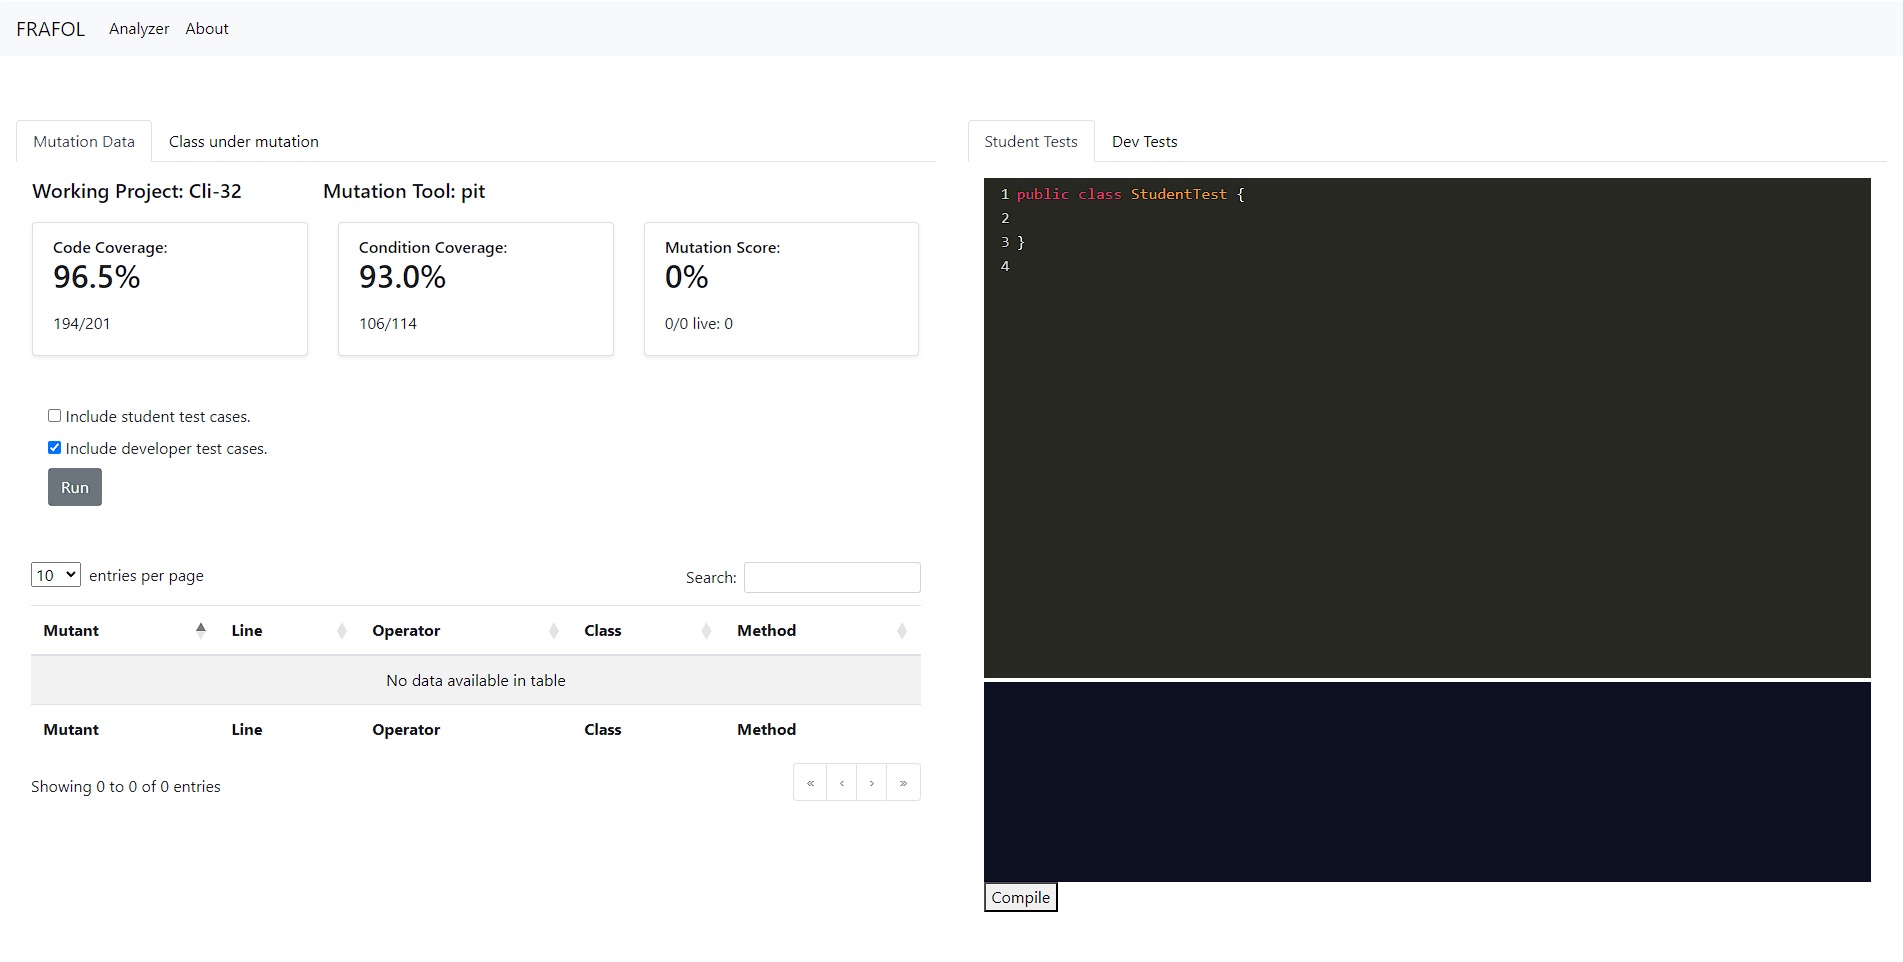 FRAFOL Analyzer About
Mutation Data Class under mutation
Working Project: Cli-32 Mutation Tool: pit
Code Coverage: Condition Coverage: Mutation Score:
96.5% 93.0% 0%
194/201 106/114 0/0 live: 0
Include student test cases.
Include developer test cases.
Run
10 entries per page Search:
Mutant Line Operator Class Method
No data available in table
Mutant Line Operator Class Method
Showing 0 to 0 of 0 entries « ‹ › »
Student Tests Dev Tests
1 public class StudentTest {
2
3 }
4
Compile